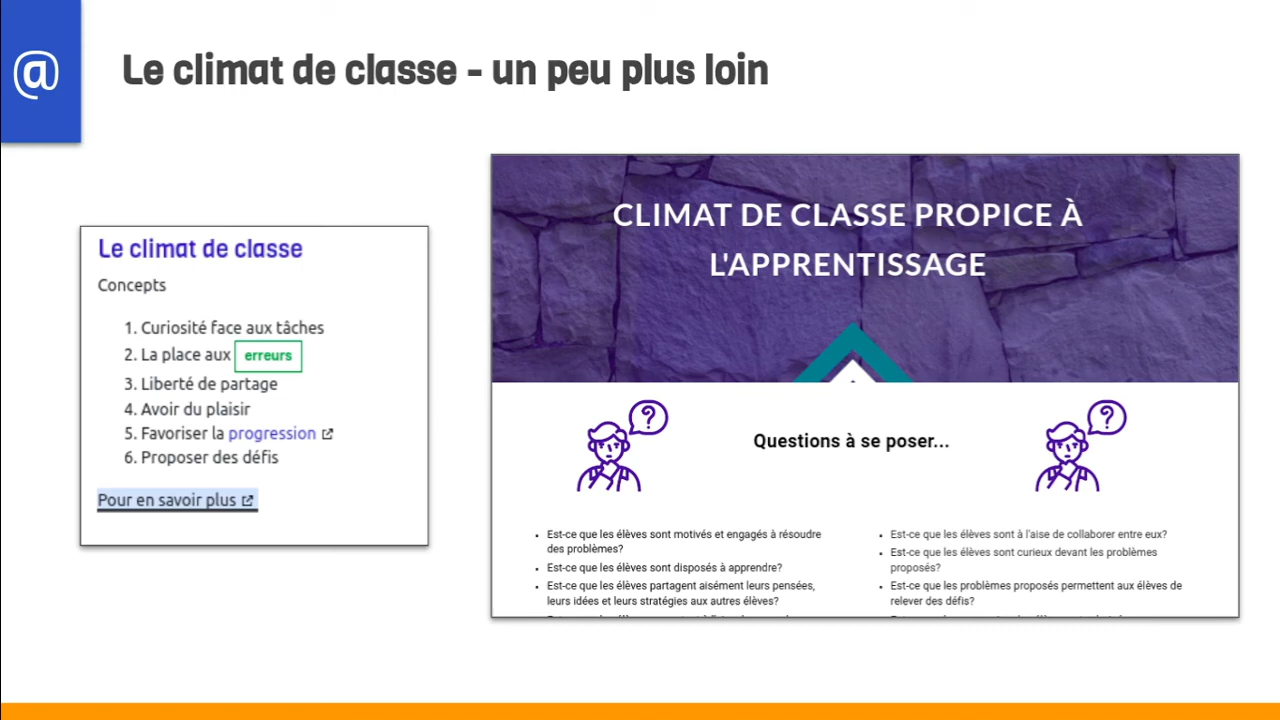 @
Le climat de classe - un peu plus loin
Le climat de classe
Concepts
1. Curiosité face aux tâches
2. La place aux erreurs
3. Liberté de partage
4. Avoir du plaisir
5. Favoriser la progression
6. Proposer des défis
Pour en savoir plus
CLIMAT DE CLASSE PROPICE À
L'APPRENTISSAGE
?
?
Questions à se poser...
• Est-ce que les élèves sont motivés et engagés à résoudre
des problèmes?
• Est-ce que les élèves sont disposés à apprendre?
• Est-ce que les élèves partagent aisément leurs pensées,
leurs idées et leurs stratégies aux autres élèves?
• Est-ce que les élèves sont à l'aise de collaborer entre eux?
• Est-ce que les élèves sont curieux devant les problèmes
proposés?
• Est-ce que les problèmes proposés permettent aux élèves de
relever des défis?